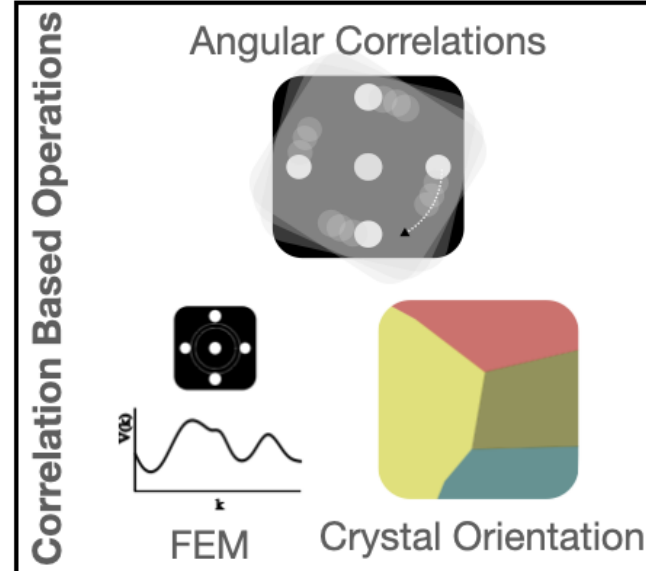 Correlation Based Operations
Angular Correlations
V(k)
k
FEM
Crystal Orientation